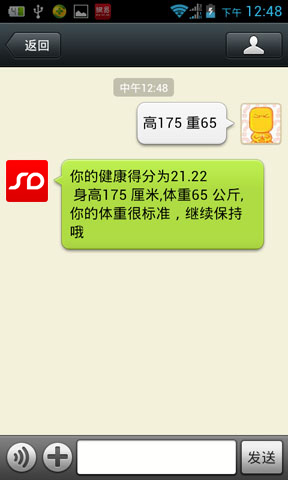 下午 12:48
返回
中午12:48
高175 重65
SD
你的健康得分为21.22
身高175 厘米,体重65 公斤,
你的体重很标准，继续保持
哦
发送